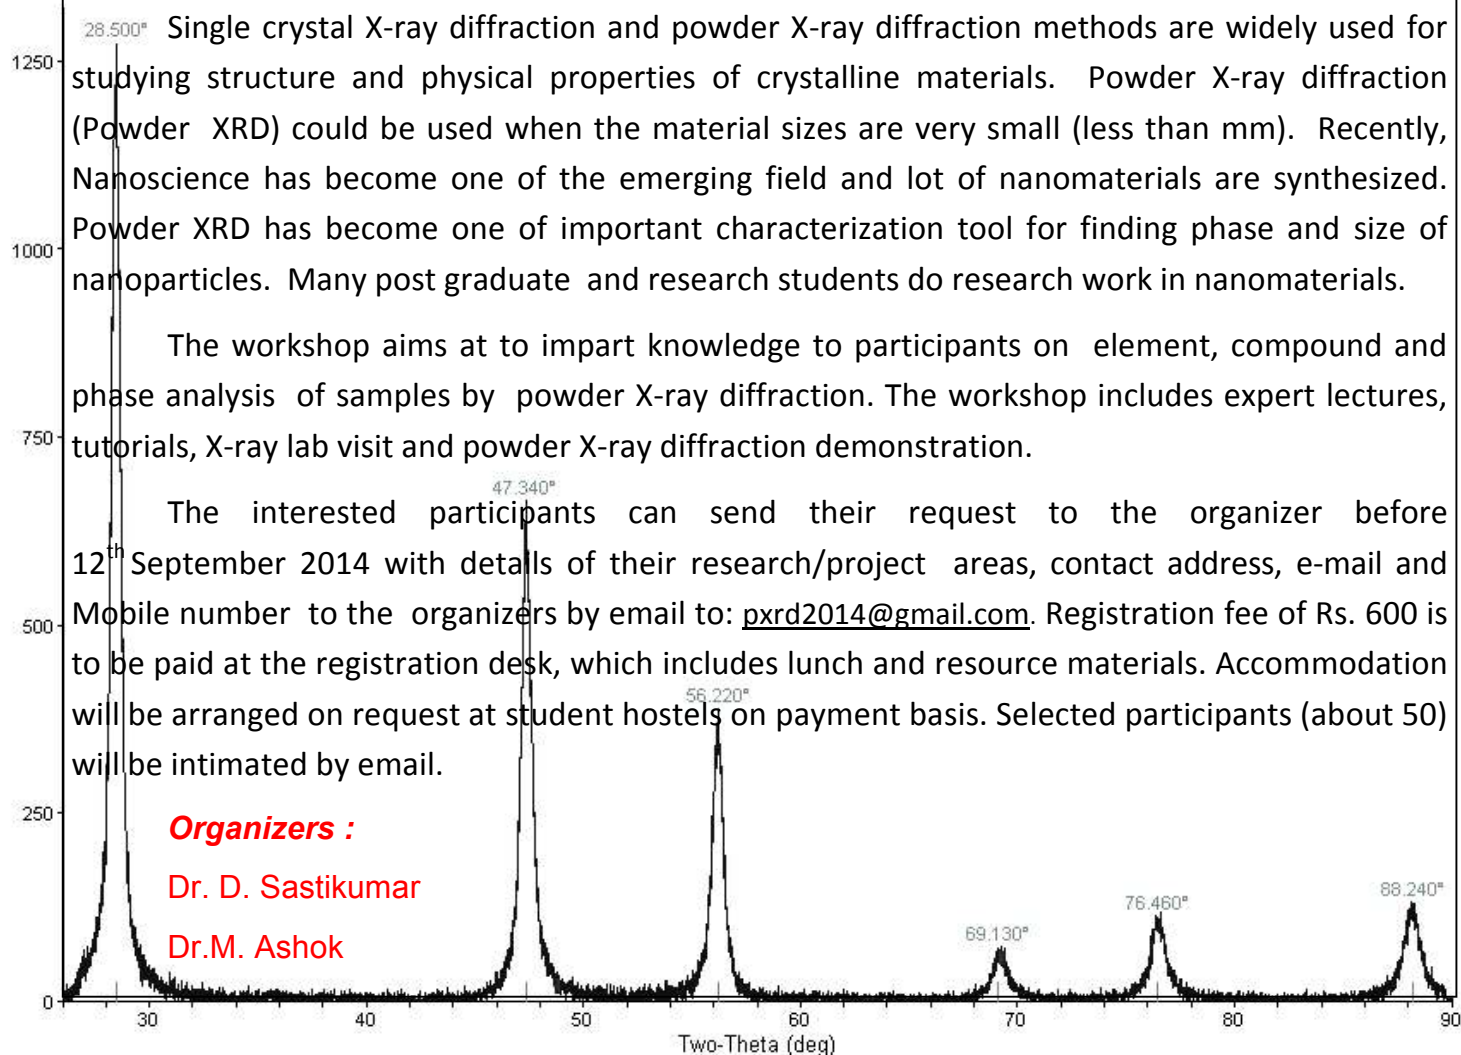 28.500°
Single crystal X-ray diffraction and powder X-ray diffraction methods are widely used for
studying structure and physical properties of crystalline materials. Powder X-ray diffraction
(Powder XRD) could be used when the material sizes are very small (less than mm). Recently,
Nanoscience has become one of the emerging field and lot of nanomaterials are synthesized.
Powder XRD has become one of important characterization tool for finding phase and size of
nanoparticles. Many post graduate and research students do research work in nanomaterials.
The workshop aims at to impart knowledge to participants on element, compound and
phase analysis of samples by powder X-ray diffraction. The workshop includes expert lectures,
tutorials, X-ray lab visit and powder X-ray diffraction demonstration.
47.340°
The interested participants can send their request to the organizer before
12th September 2014 with details of their research/project areas, contact address, e-mail and
Mobile number to the organizers by email to: pxrd2014@gmail.com. Registration fee of Rs. 600 is
to be paid at the registration desk, which includes lunch and resource materials. Accommodation
56.220°
will be arranged on request at student hostels on payment basis. Selected participants (about 50)
will be intimated by email.
Organizers :
Dr. D. Sastikumar
Dr.M. Ashok
69.130°
76.460°
88.240°
1250
1000
750
500
250
0
30 40 50 60 70 80 90
Two-Theta (deg)